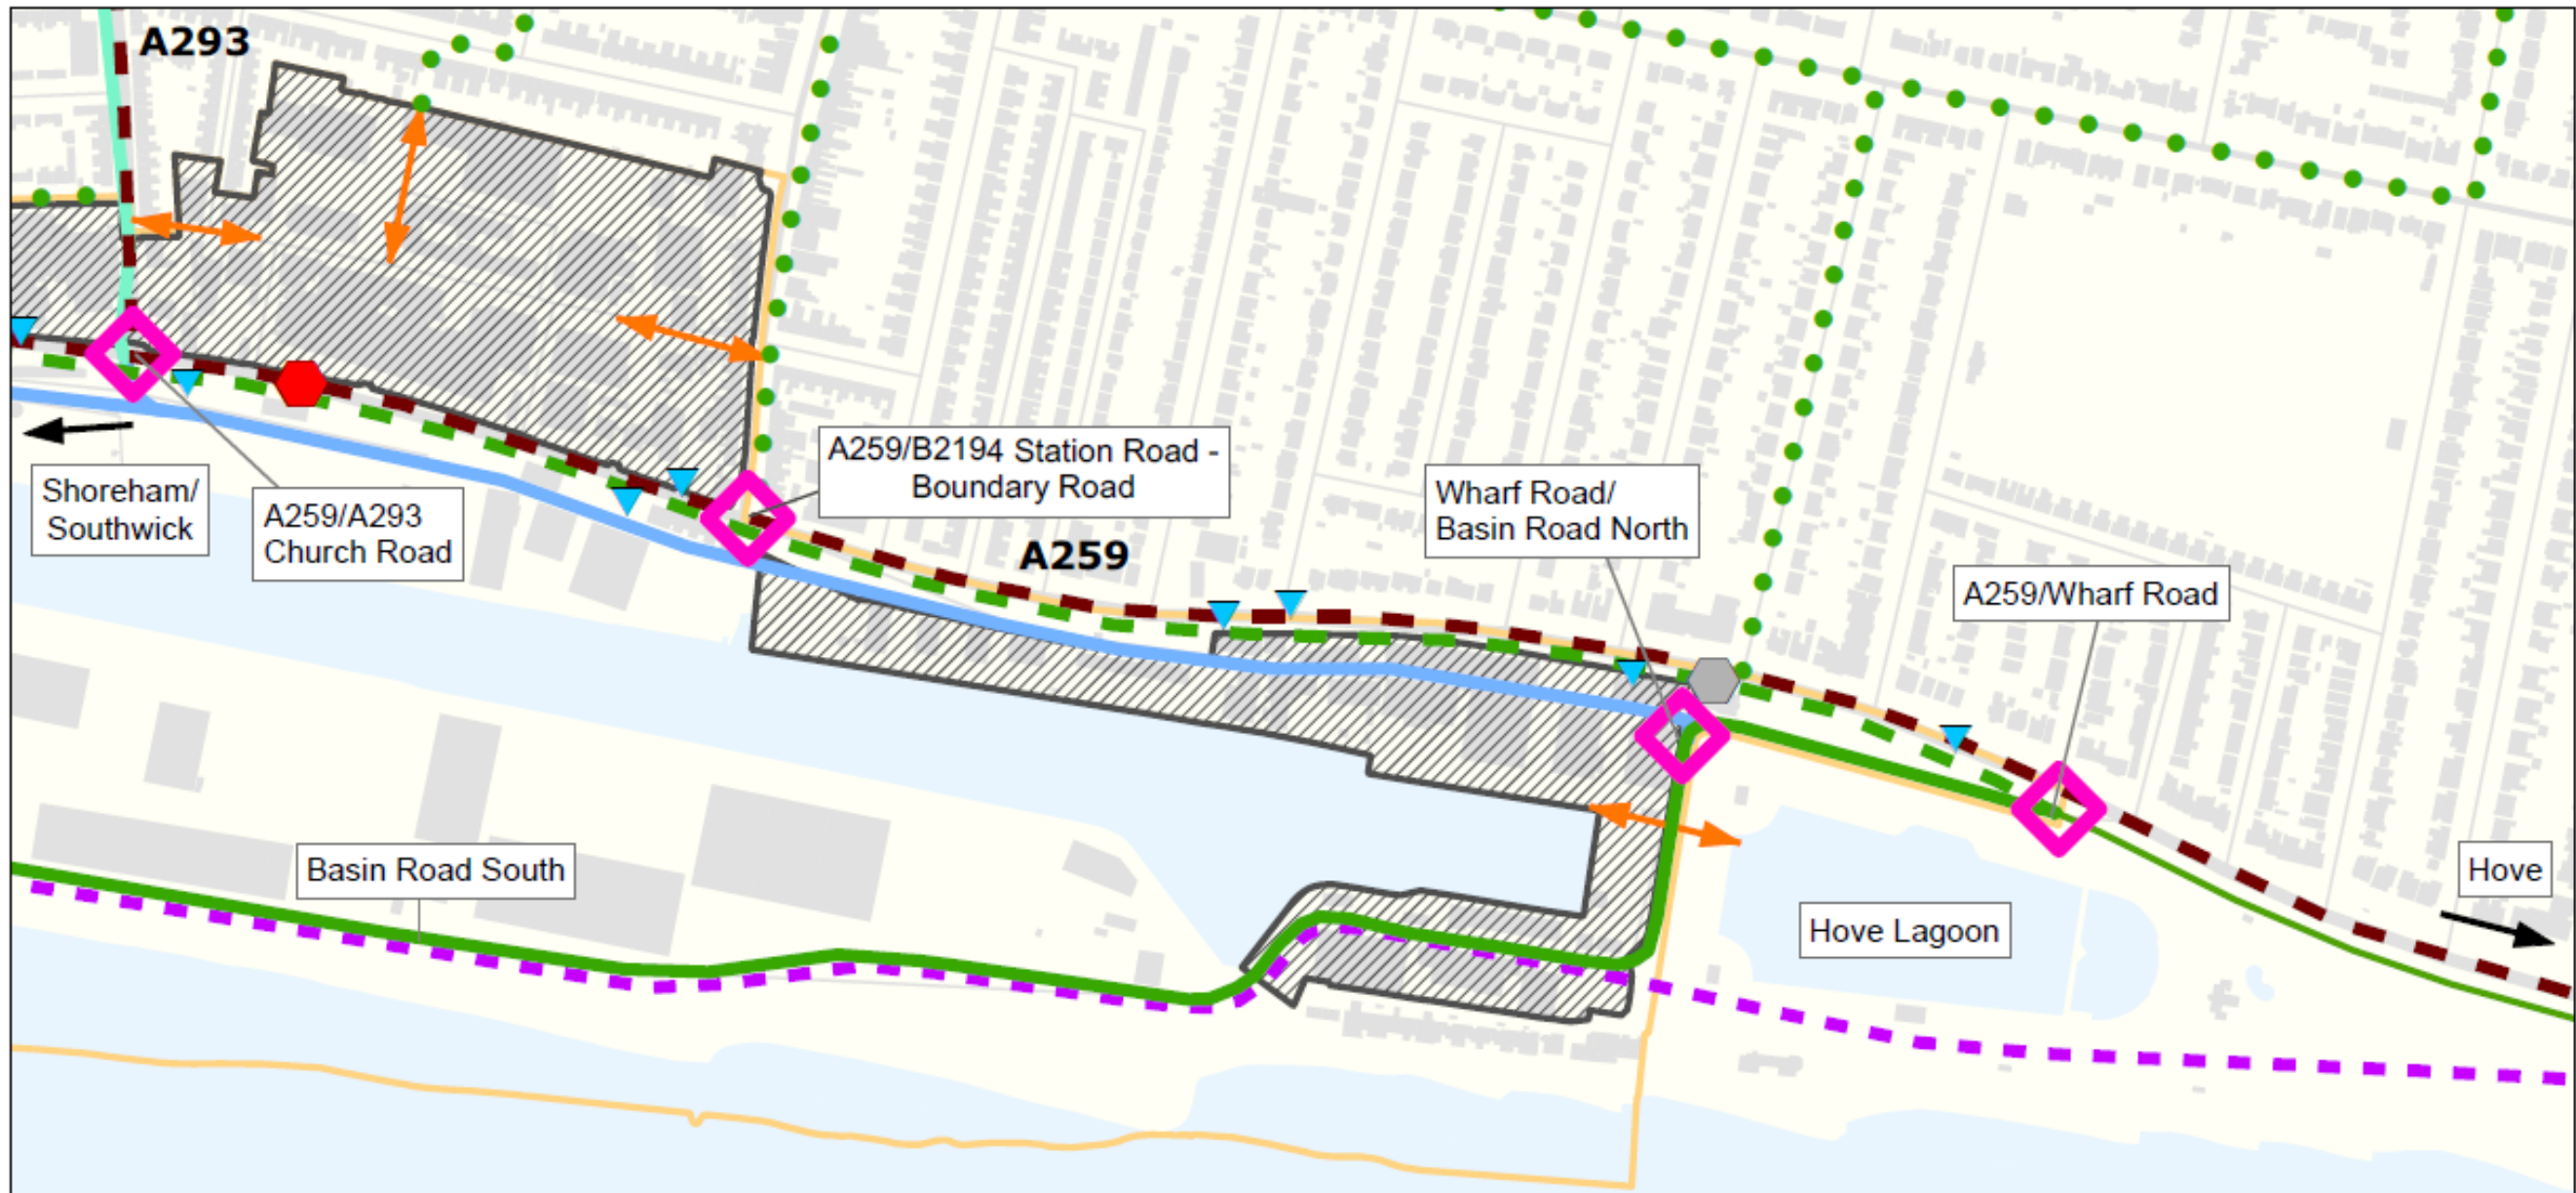 A293
A259/B2194 Station Road -
Boundary Road
Wharf Road/
Basin Road North
Shoreham/
Southwick
A259/A293
Church Road
A259
A259/Wharf Road
Basin Road South
Hove
Hove Lagoon